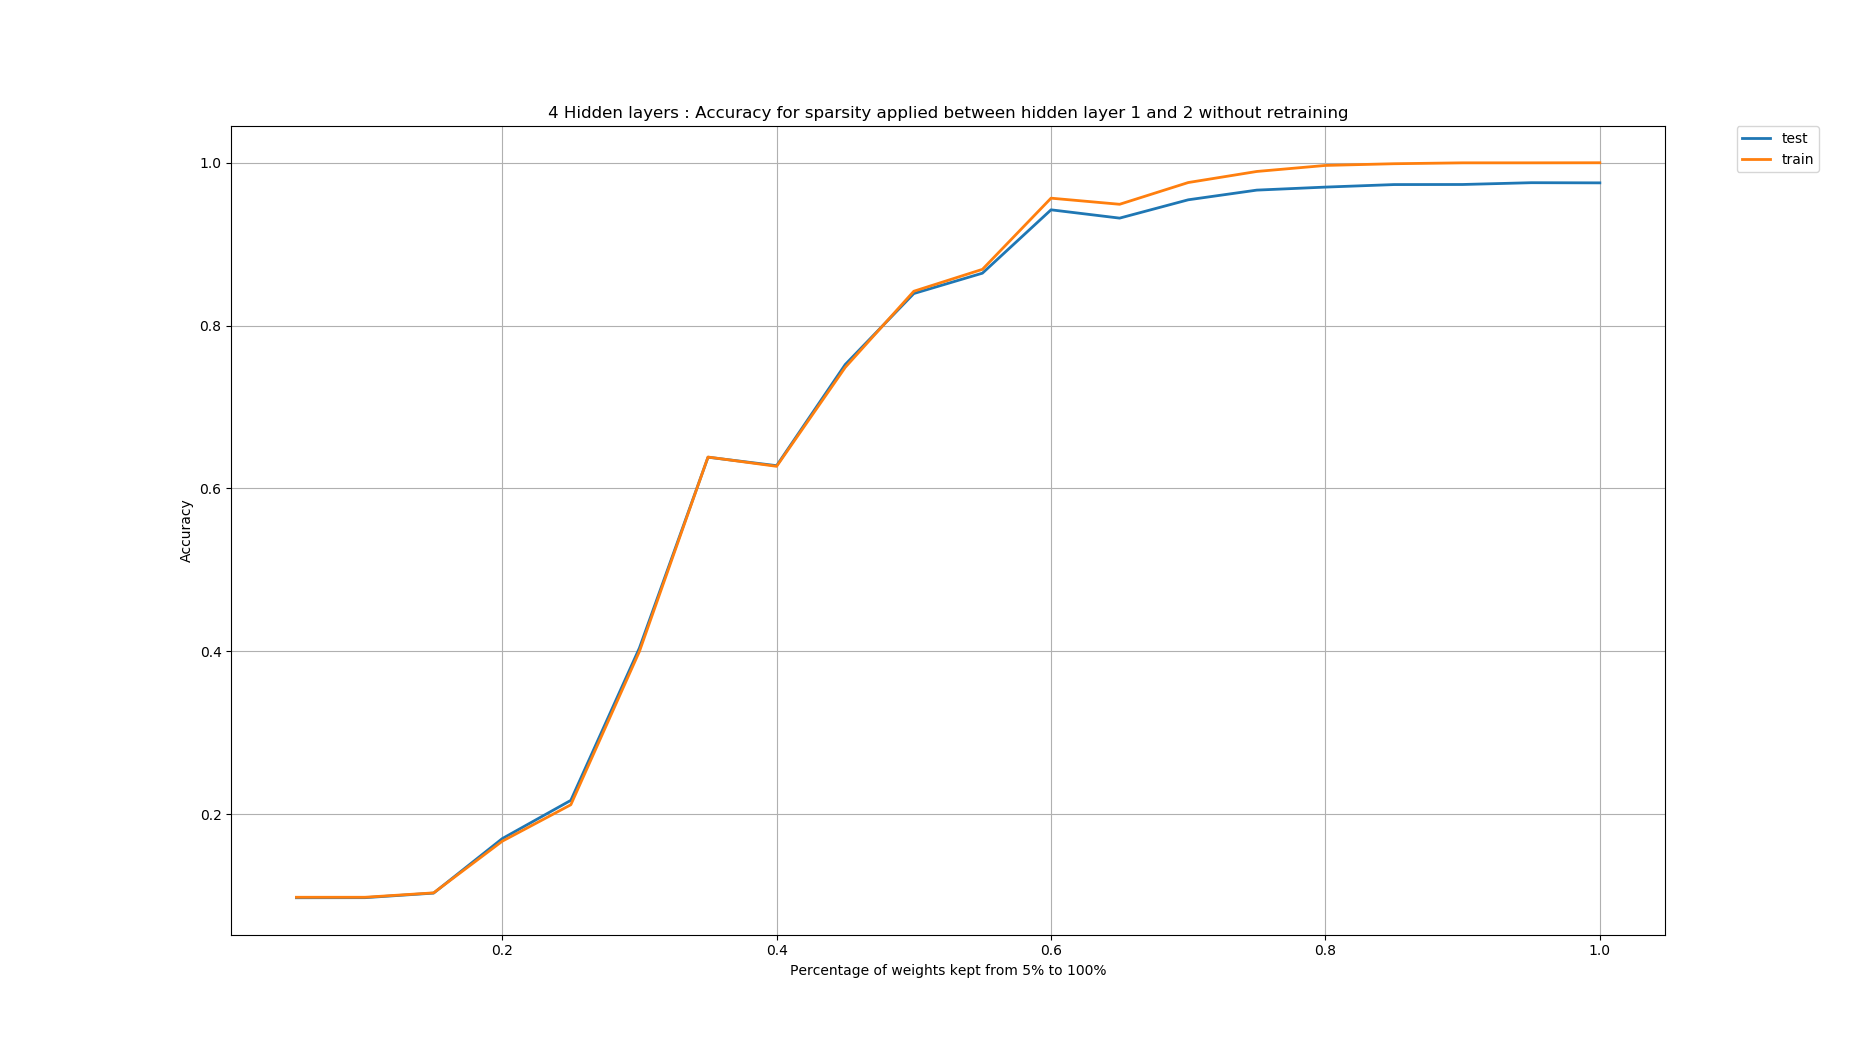 4 Hidden layers : Accuracy for sparsity applied between hidden layer 1 and 2 without retraining
test
train
1.0
0.8
0.6
0.4
0.2
Accuracy
0.2 0.4 0.6 0.8 1.0
Percentage of weights kept from 5% to 100%